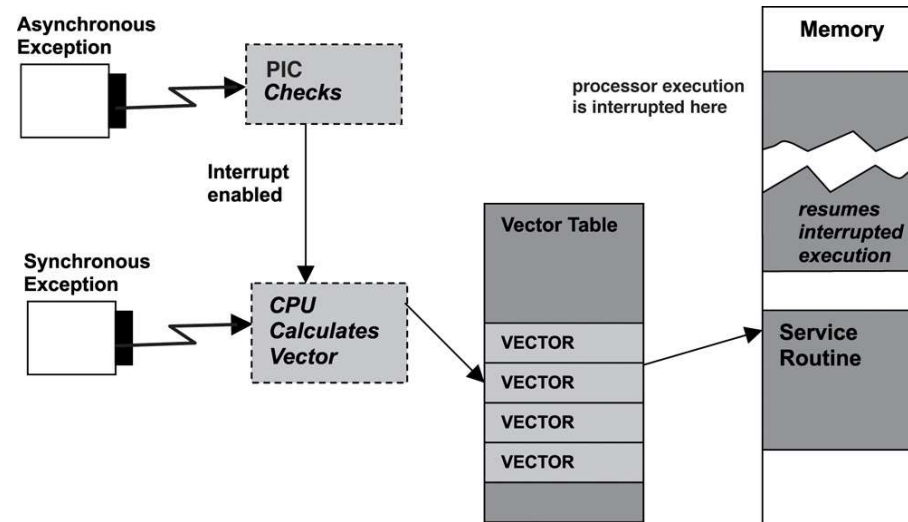 Asynchronous
Exception
PIC
Checks
Interrupt
enabled
Synchronous
Exception
CPU
Calculates
Vector
Vector Table
VECTOR
VECTOR
VECTOR
VECTOR
processor execution
is interrupted here
Memory
resumes
interrupted
execution
Service
Routine